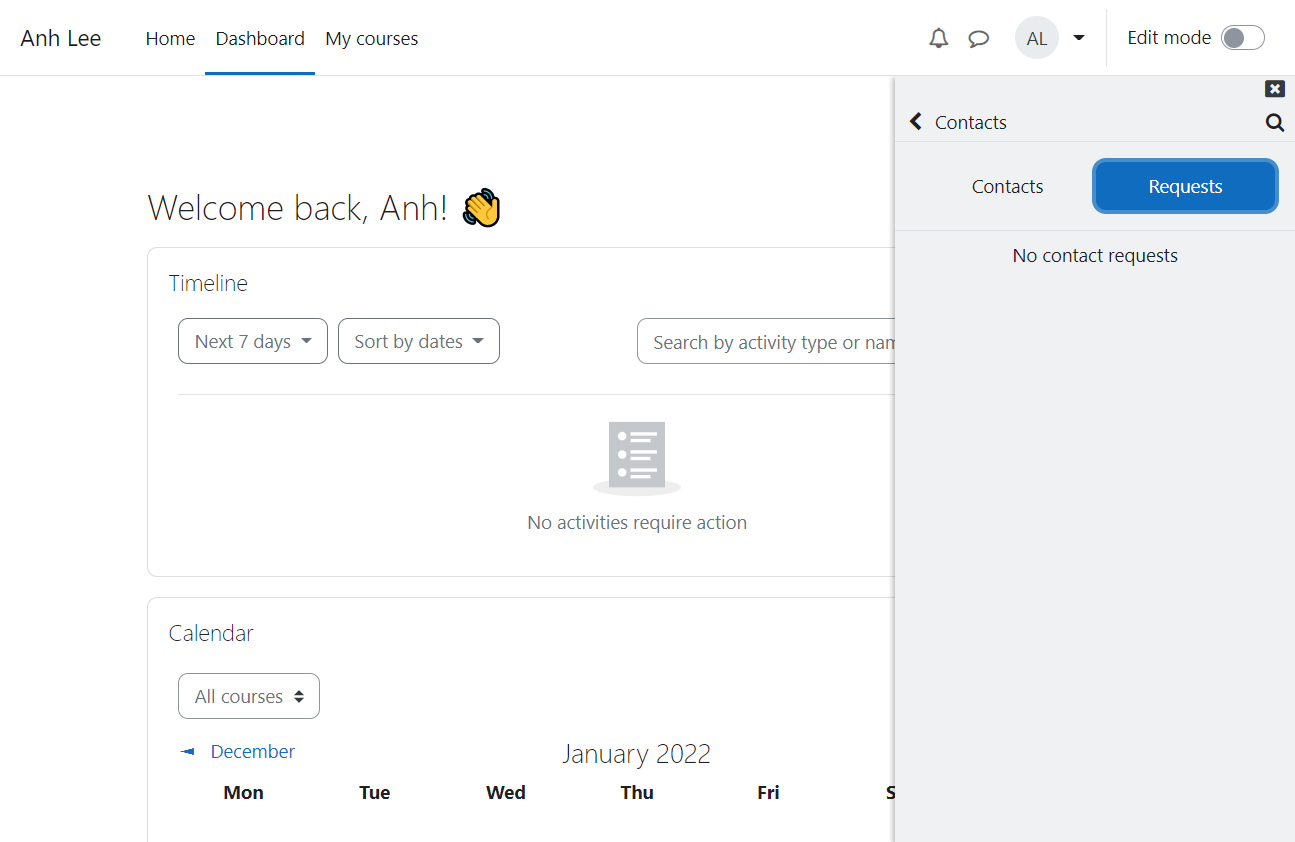 Anh Lee Home Dashboard My courses AL Edit mode
Contacts
Contacts Requests
No contact requests
Welcome back, Anh!
Timeline
Next 7 days Sort by dates Search by activity type or nam
No activities require action
Calendar
All courses
December January 2022
Mon Tue Wed Thu Fri S